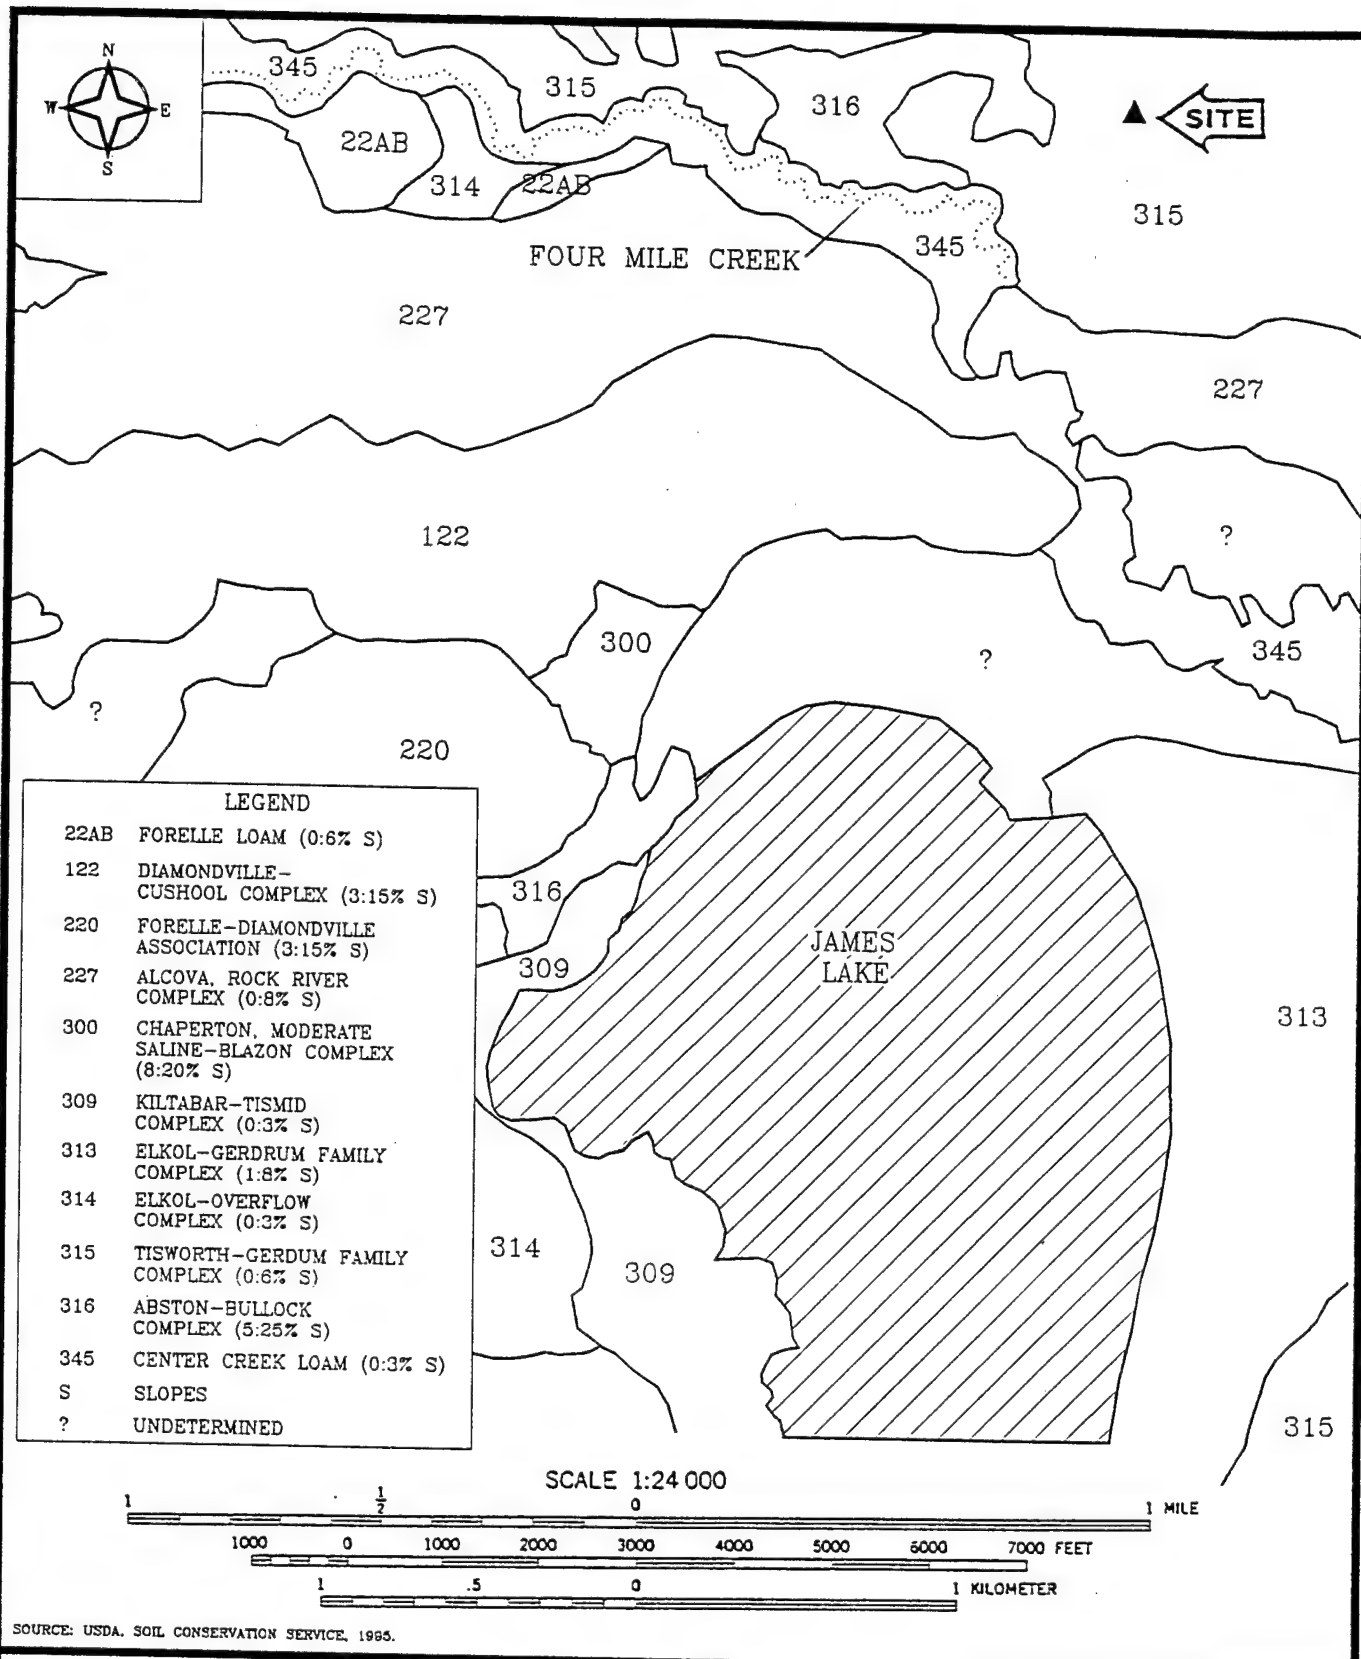 N
W E
S
345
315
316
SITE
22AB
314
22AB
315
345
FOUR MILE CREEK
227
227
122
?
300
?
345
?
220
LEGEND
22AB FORELLE LOAM (0:6% S)
122 DIAMONDVILLE-
CUSHOOL COMPLEX (3:15% S)
220 FORELLE-DIAMONDVILLE
ASSOCIATION (3:15% S)
227 ALCOVA, ROCK RIVER
COMPLEX (0:8% S)
300 CHAPERTON, MODERATE
SALINE-BLAZON COMPLEX
(8:20% S)
309 KILTABAR-TISMID
COMPLEX (0:3% S)
313 ELKOL-GERDRUM FAMILY
COMPLEX (1:8% S)
314 ELKOL-OVERFLOW
COMPLEX (0:3% S)
315 TISWORTH-GERDUM FAMILY
COMPLEX (0:6% S)
316 ABSTON-BULLOCK
COMPLEX (5:25% S)
345 CENTER CREEK LOAM (0:3% S)
S SLOPES
? UNDETERMINED
316
309
JAMES
LAKE
313
314
309
315
SCALE 1:24 000
1 1/2 0 1 MILE
1000 0 1000 2000 3000 4000 5000 6000 7000 FEET
1 .5 0 1 KILOMETER
SOURCE: USDA, SOIL CONSERVATION SERVICE, 1995.